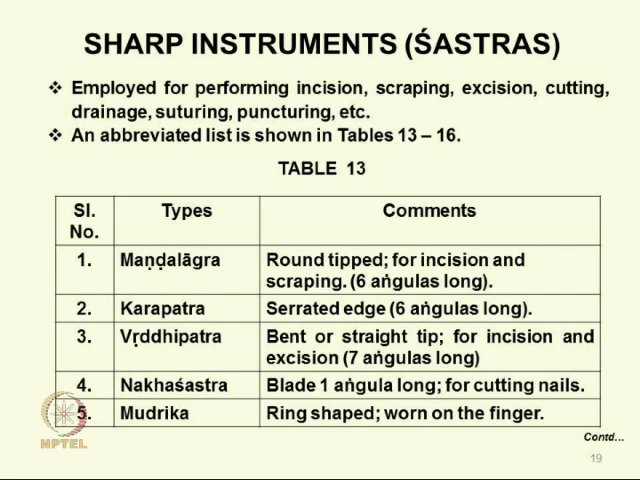 SHARP INSTRUMENTS (ŚASTRAS)
❖ Employed for performing incision, scraping, excision, cutting,
drainage, suturing, puncturing, etc.
❖ An abbreviated list is shown in Tables 13 – 16.
TABLE 13
Sl. No. Types Comments
1. Maṇḍalāgra Round tipped; for incision and
scraping. (6 aṅgulas long).
2. Karapatra Serrated edge (6 aṅgulas long).
3. Vṛddhipatra Bent or straight tip; for incision and
excision (7 aṅgulas long)
4. Nakhaśastra Blade 1 aṅgula long; for cutting nails.
5. Mudrika Ring shaped; worn on the finger.
Contd...
NPTEL
19